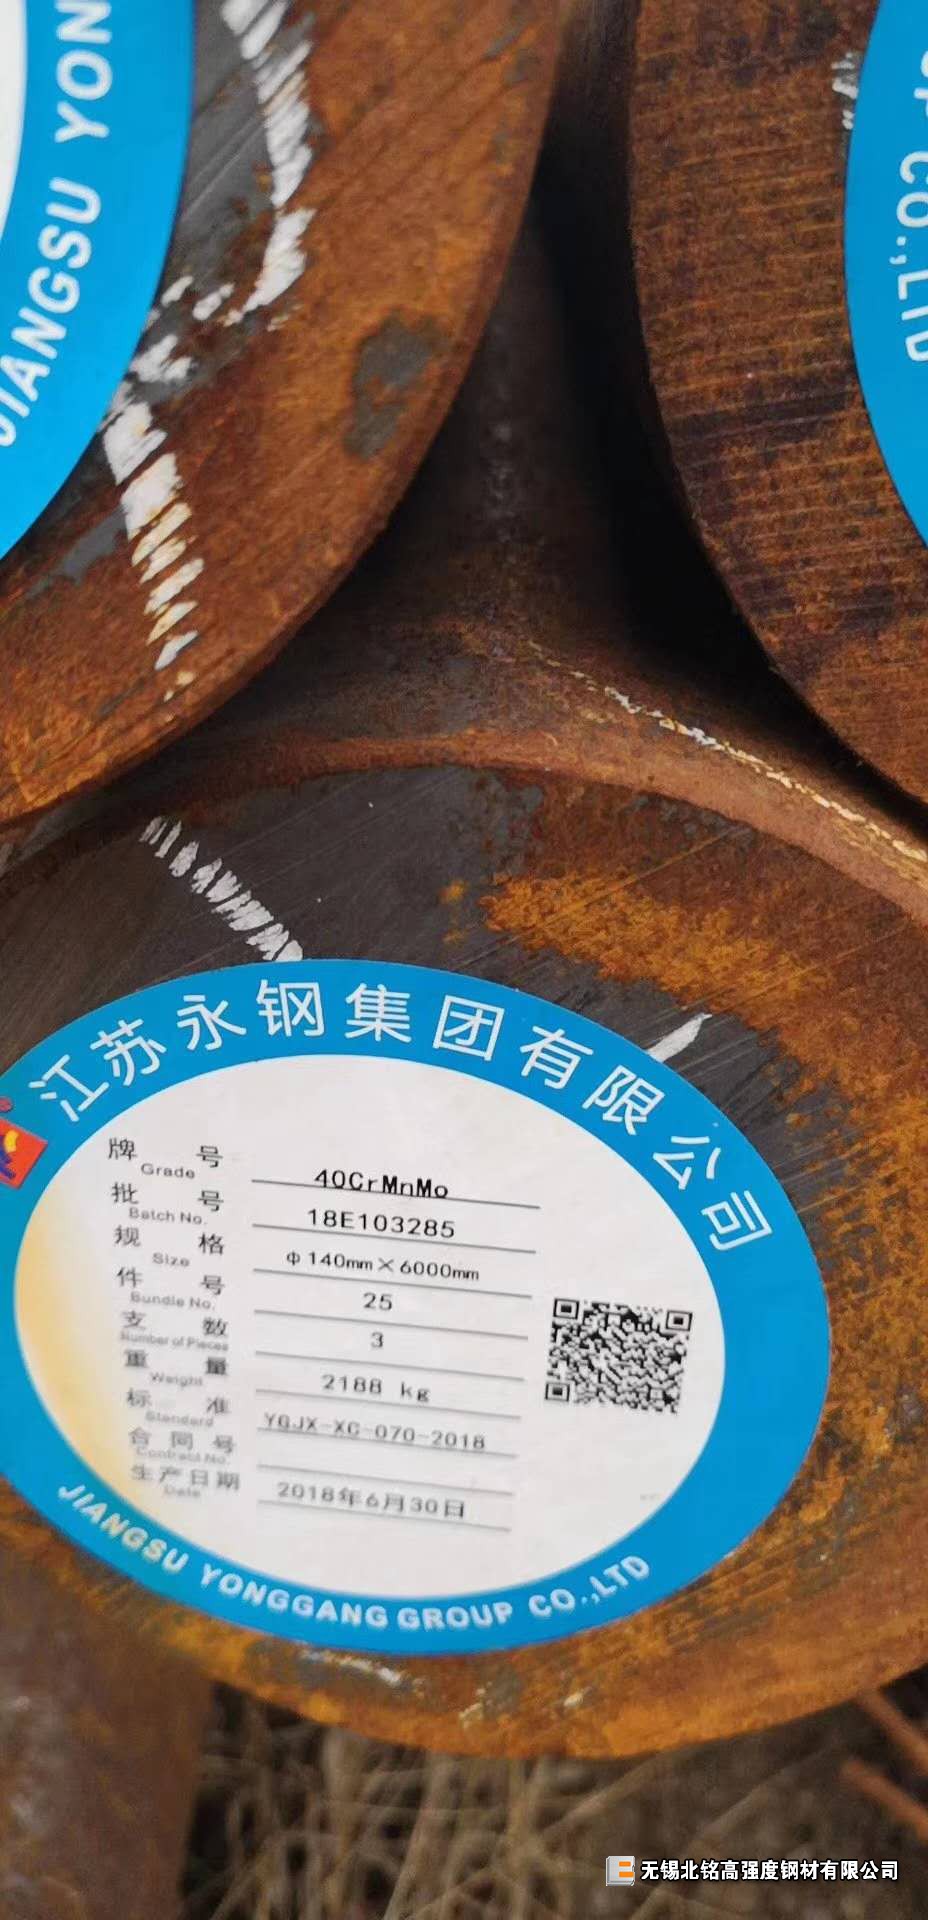 JIANGSU YON
CO.,LTD
江苏永钢集团有限公司
牌号 40CrMnMo
Grade
批号 18E103285
Batch No.
规格 φ140mm×6000mm
Size
件号 25
Bundle No.
支数 3
Number of Pieces
重量 2188 kg
Weight
标准 YGJX-XC-070-2018
Standard
合同号
Contract No.
生产日期 2018年6月30日
Date
JIANGSU YONGGANG GROUP CO.,LTD
无锡北铭高强度钢材有限公司